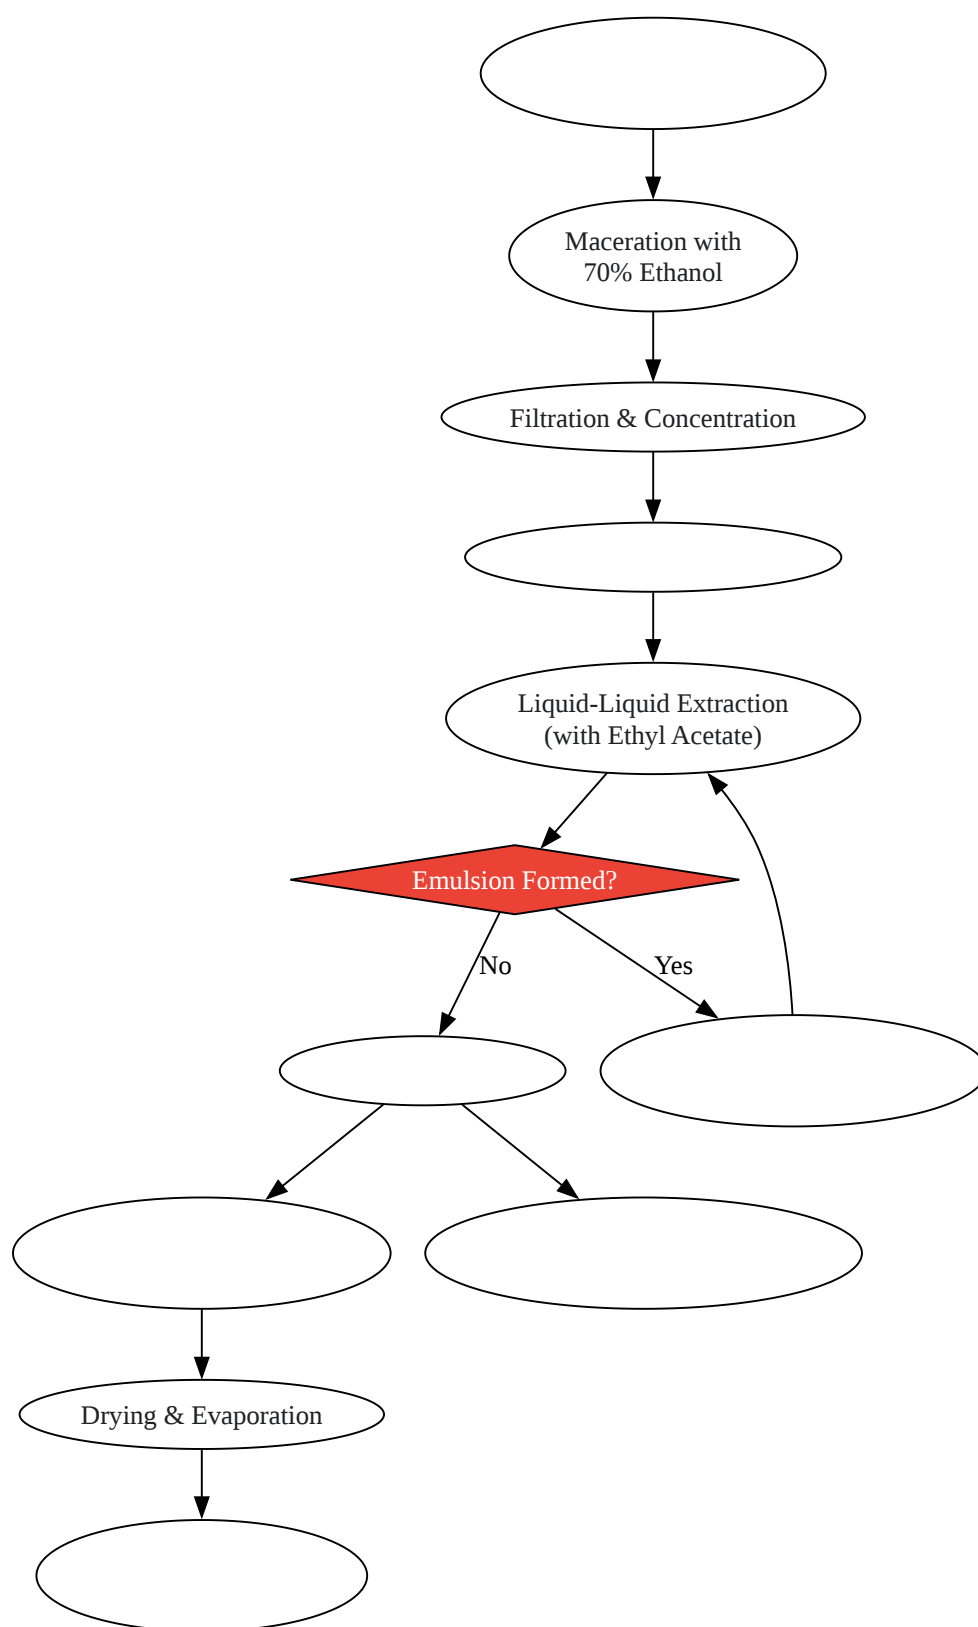 Maceration with
70% Ethanol
Filtration & Concentration
Liquid-Liquid Extraction
(with Ethyl Acetate)
Emulsion Formed?
No
Yes
Drying & Evaporation